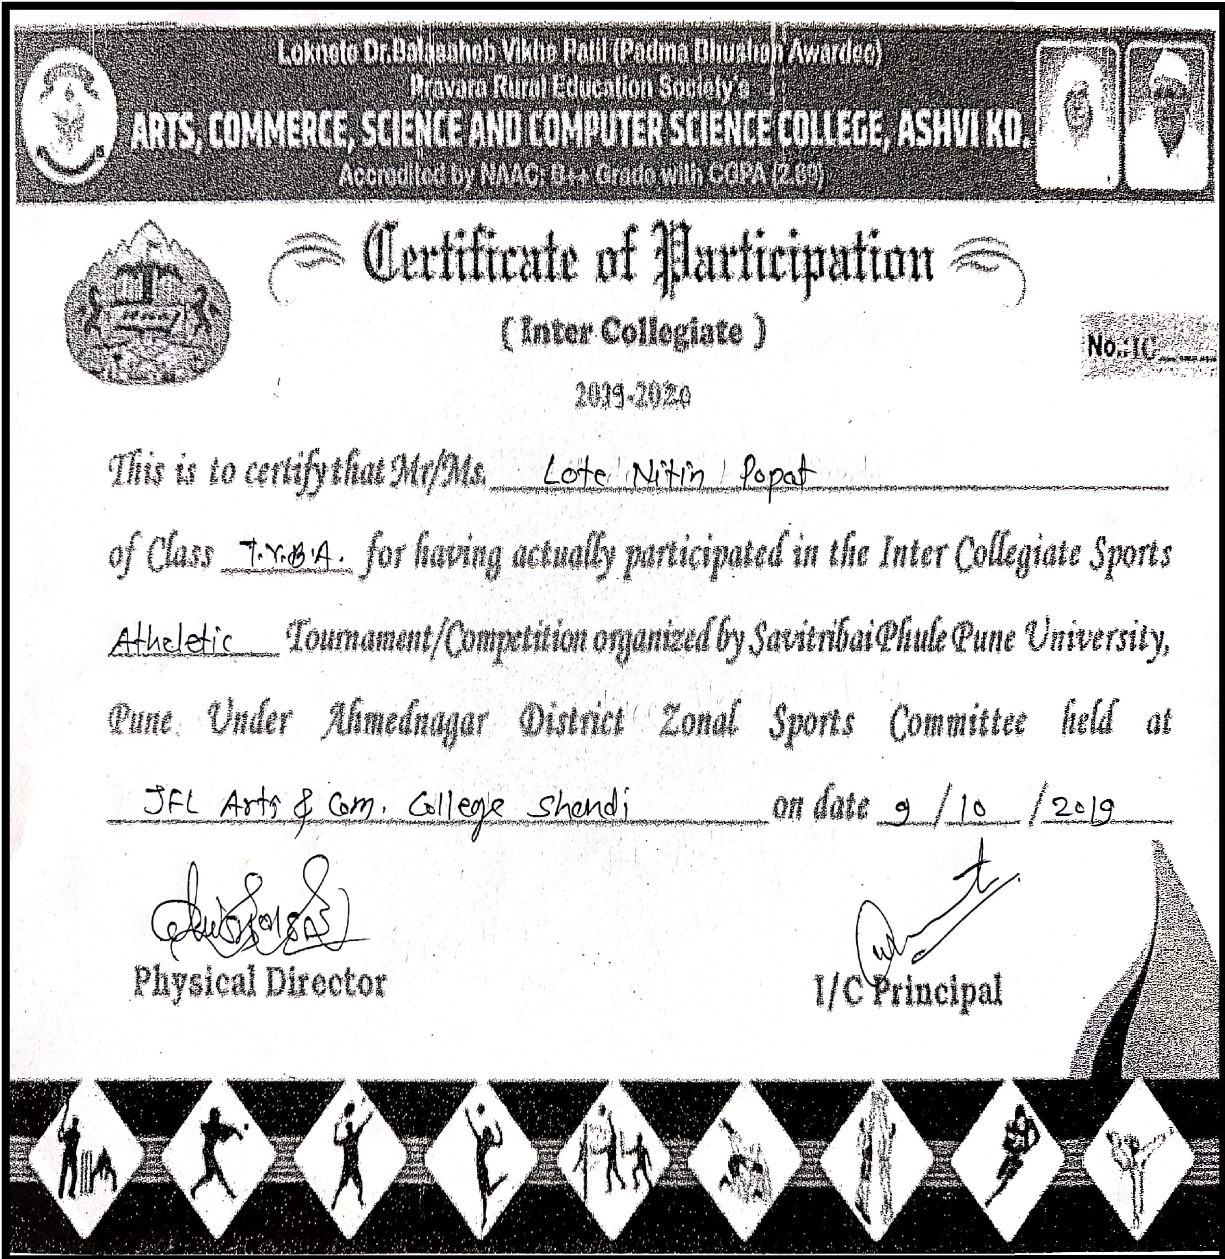 Loknete Dr.Balasaheb Vikhe Patil (Padma Bhushan Awardee)
Pravara Rural Education Society's
ARTS, COMMERCE, SCIENCE AND COMPUTER SCIENCE COLLEGE, ASHVI KD.
Accredited by NAAC: B++ Grade with CGPA
Certificate of Participation
( Inter Collegiate )
No.: IC
2019-2020
This is to certify that Mr/Ms. Lote Nitin Popat
of Class T.Y.B.A. for having actually participated in the Inter Collegiate Sports
Atheletic Tournament/Competition organized by Savitribai Phule Pune University,
Pune Under Ahmednagar District Zonal Sports Committee held at
JFL Arts & Com. College Shendi on date 9 / 10 / 2019
Physical Director
I/C Principal